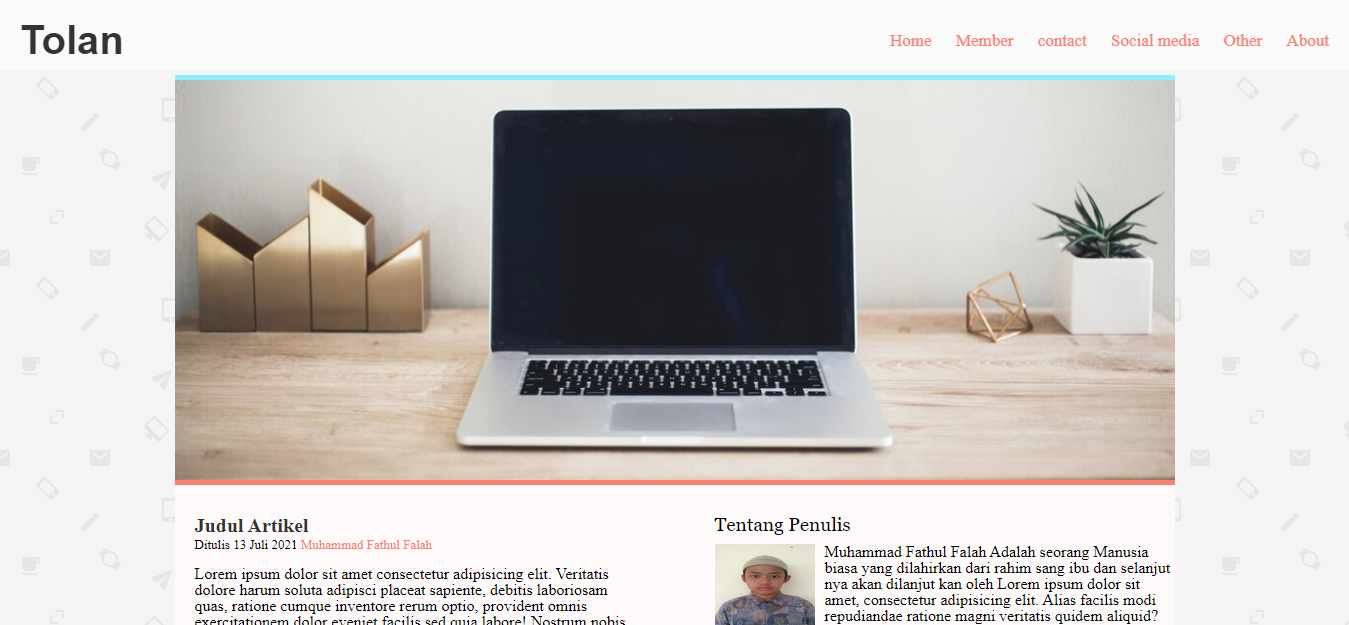 Tolan
Home Member contact Social media Other About
Judul Artikel
Ditulis 13 Juli 2021 Muhammad Fathul Falah
Lorem ipsum dolor sit amet consectetur adipisicing elit. Veritatis
dolore harum soluta adipisci placeat sapiente, debitis laboriosam
quas, ratione cumque inventore rerum optio, provident omnis
exercitationem dolor eveniet facilis sed quia labore! Nostrum nobis
Tentang Penulis
Muhammad Fathul Falah Adalah seorang Manusia
biasa yang dilahirkan dari rahim sang ibu dan selanjut
nya akan dilanjut kan oleh Lorem ipsum dolor sit
amet, consectetur adipisicing elit. Alias facilis modi
repudiandae ratione magni veritatis quidem aliquid?